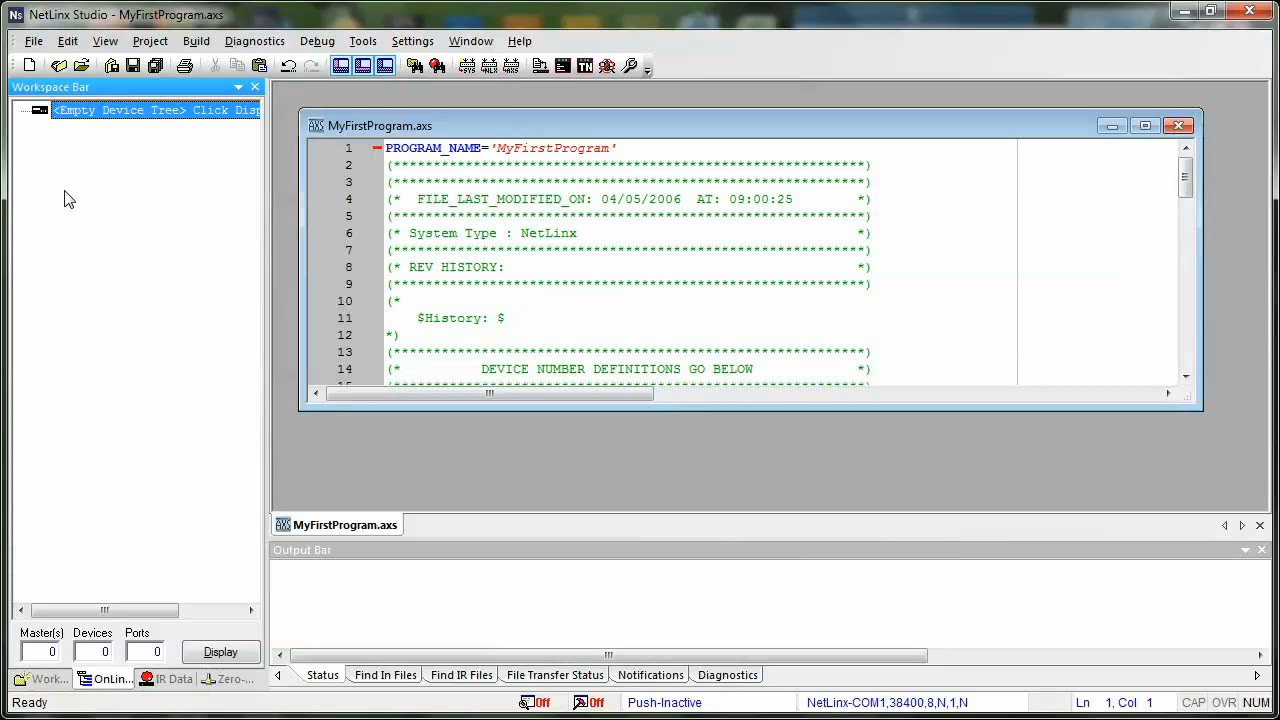 NetLinx Studio - MyFirstProgram.axs
File Edit View Project Build Diagnostics Debug Tools Settings Window Help
Workspace Bar
<Empty Device Tree> Click Disp
MyFirstProgram.axs
1 PROGRAM_NAME='MyFirstProgram'
2 (***********************************************************)
3 (***********************************************************)
4 (*  FILE_LAST_MODIFIED_ON: 04/05/2006  AT: 09:00:25        *)
5 (***********************************************************)
6 (* System Type : NetLinx                                   *)
7 (***********************************************************)
8 (* REV HISTORY:                                            *)
9 (***********************************************************)
10 (*
11     $History: $
12 *)
13 (***********************************************************)
14 (*          DEVICE NUMBER DEFINITIONS GO BELOW             *)
15
MyFirstProgram.axs
Output Bar
Master(s) Devices Ports
0 0 0 Display
Work... OnLin... IR Data Zero-...
Status Find In Files Find IR Files File Transfer Status Notifications Diagnostics
Ready Off Off Push-Inactive NetLinx-COM1,38400,8,N,1,N Ln 1, Col 1 CAP OVR NUM